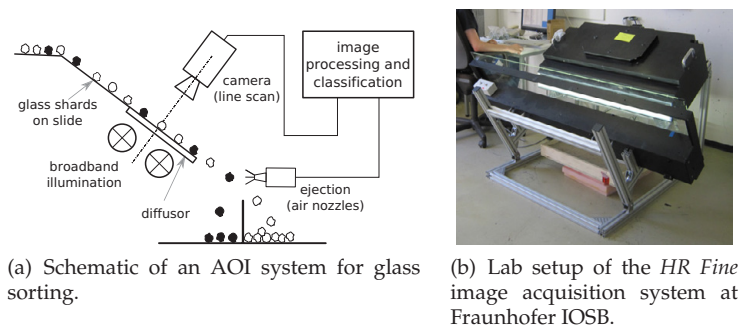 image
processing and
classification
camera
(line scan)
glass shards
on slide
broadband
illumination
diffusor
ejection
(air nozzles)
(a) Schematic of an AOI system for glass
sorting.
(b) Lab setup of the HR Fine
image acquisition system at
Fraunhofer IOSB.